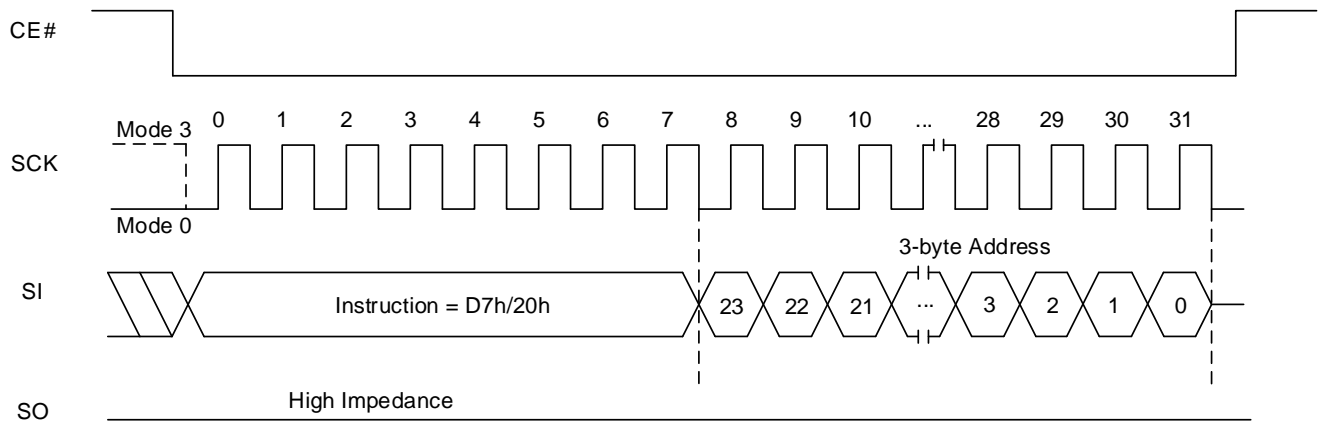 CE#
Mode 3 0 1 2 3 4 5 6 7 8 9 10 ... 28 29 30 31
SCK
Mode 0
3-byte Address
SI Instruction = D7h/20h 23 22 21 ... 3 2 1 0
High Impedance
SO